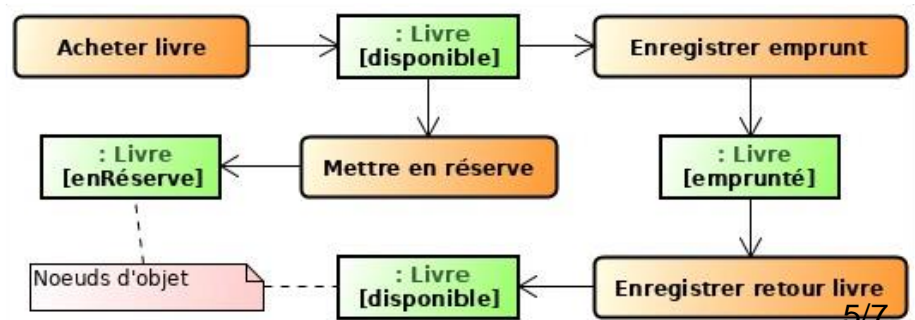 Acheter livre
: Livre
[disponible]
Enregistrer emprunt
: Livre
[enRéserve]
Mettre en réserve
: Livre
[emprunté]
Noeuds d'objet
: Livre
[disponible]
Enregistrer retour livre
5/7